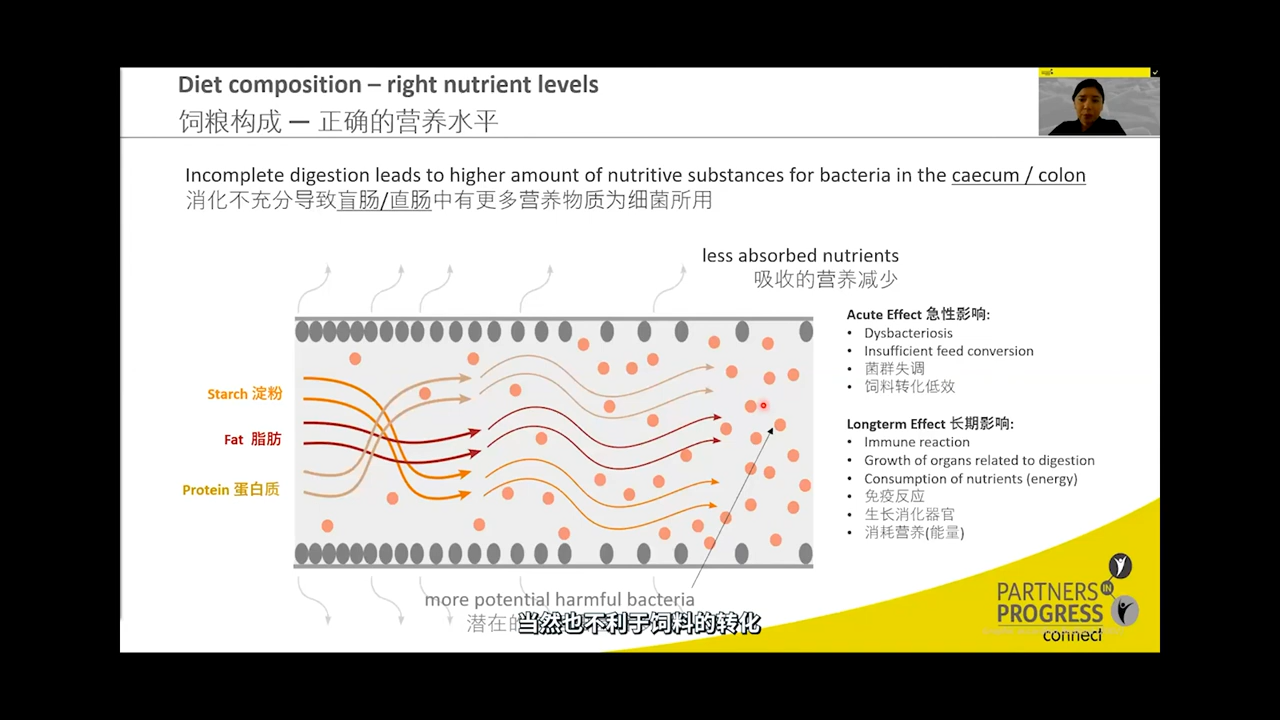 Diet composition – right nutrient levels
饲粮构成 — 正确的营养水平
Incomplete digestion leads to higher amount of nutritive substances for bacteria in the caecum / colon
消化不充分导致盲肠/直肠中有更多营养物质为细菌所用
less absorbed nutrients
吸收的营养减少
Starch 淀粉
Fat 脂肪
Protein 蛋白质
Acute Effect 急性影响:
• Dysbacteriosis
• Insufficient feed conversion
• 菌群失调
• 饲料转化低效
Longterm Effect 长期影响:
• Immune reaction
• Growth of organs related to digestion
• Consumption of nutrients (energy)
• 免疫反应
• 生长消化器官
• 消耗营养(能量)
more potential harmful bacteria
潜在的
当然也不利于饲料的转化
PARTNERS IN
PROGRESS
connect